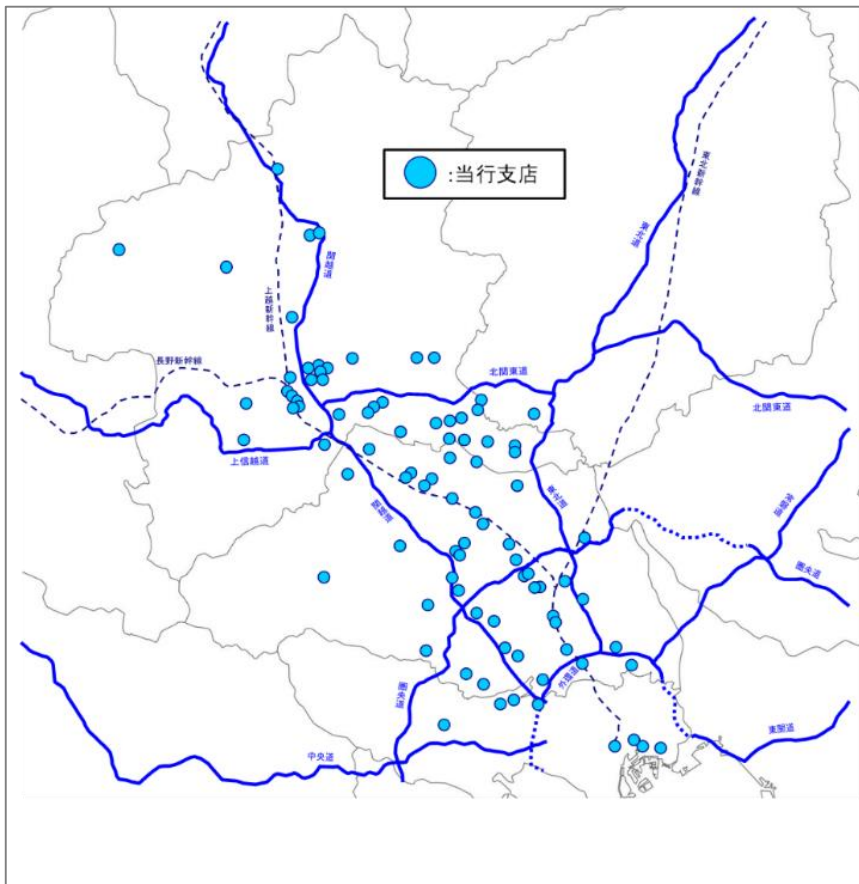 :当行支店
東北新幹線
東北道
関越道
上越新幹線
長野新幹線
北関東道
北関東道
上信越道
東北道
関越道
常磐道
圏央道
圏央道
外環道
東関道
中央道